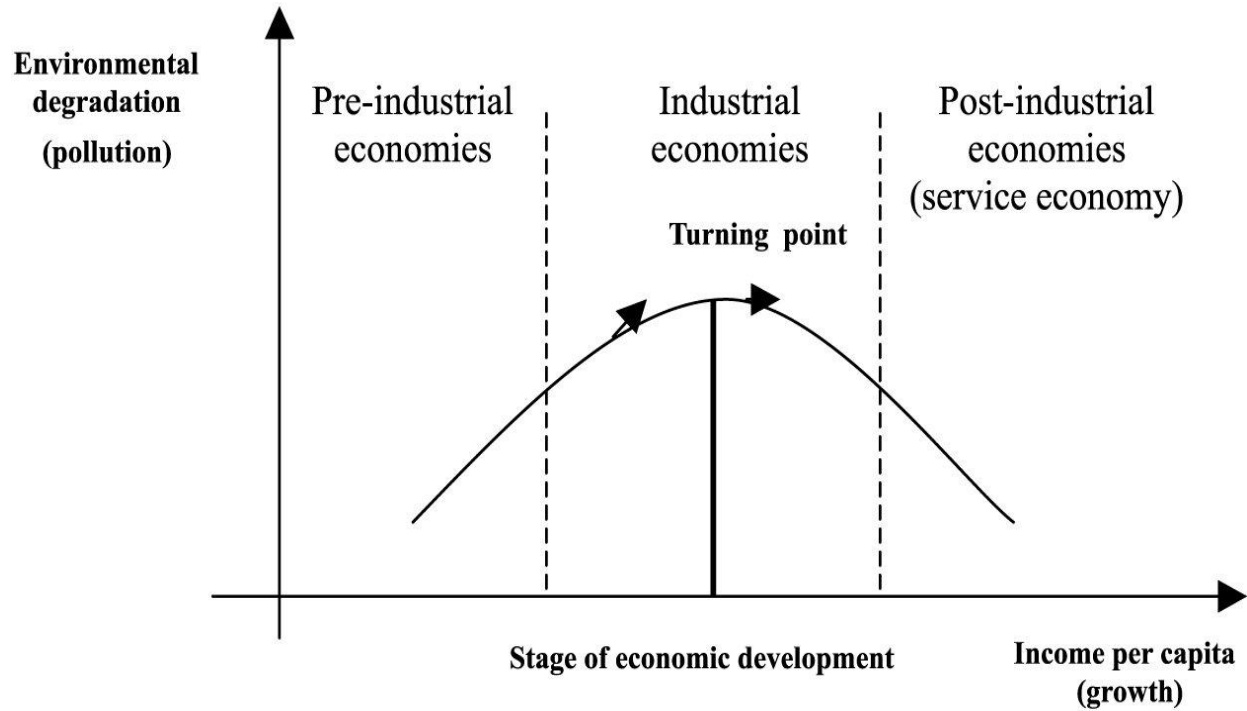 Environmental
degradation
(pollution)
Pre-industrial
economies
Industrial
economies
Post-industrial
economies
(service economy)
Turning point
Stage of economic development
Income per capita
(growth)